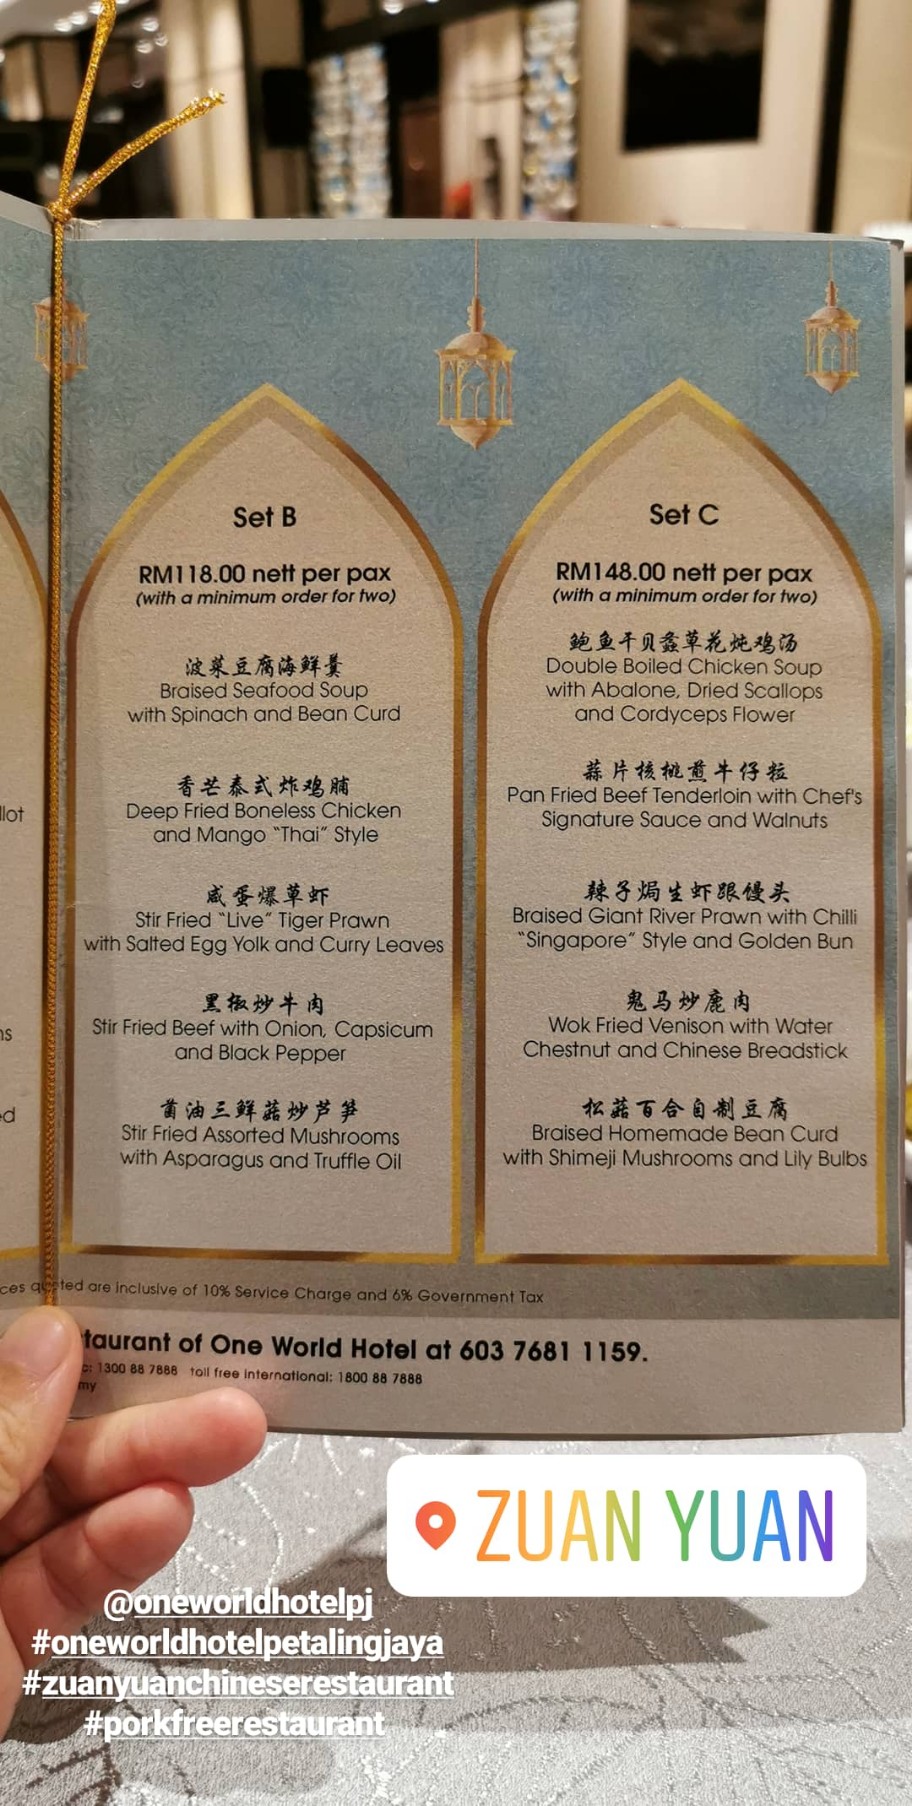 Set B
RM118.00 nett per pax
(with a minimum order for two)
波菜豆腐海鲜羹
Braised Seafood Soup
with Spinach and Bean Curd
香芒泰式炸鸡脯
Deep Fried Boneless Chicken
and Mango “Thai” Style
咸蛋爆草虾
Stir Fried “Live” Tiger Prawn
with Salted Egg Yolk and Curry Leaves
黑椒炒牛肉
Stir Fried Beef with Onion, Capsicum
and Black Pepper
菌油三鲜菇炒芦笋
Stir Fried Assorted Mushrooms
with Asparagus and Truffle Oil
Set C
RM148.00 nett per pax
(with a minimum order for two)
鲍鱼干贝虫草花炖鸡汤
Double Boiled Chicken Soup
with Abalone, Dried Scallops
and Cordyceps Flower
蒜片核桃煎牛仔粒
Pan Fried Beef Tenderloin with Chef's
Signature Sauce and Walnuts
辣子焗生虾跟馒头
Braised Giant River Prawn with Chilli
“Singapore” Style and Golden Bun
鬼马炒鹿肉
Wok Fried Venison with Water
Chestnut and Chinese Breadstick
松菇百合自制豆腐
Braised Homemade Bean Curd
with Shimeji Mushrooms and Lily Bulbs
are inclusive of 10% Service Charge and 6% Government Tax
taurant of One World Hotel at 603 7681 1159.
1300 88 7888 toll free international: 1800 88 7888
my
ZUAN YUAN
@oneworldhotelpj
#oneworldhotelpetalingjaya
#zuanyuanchineserestaurant
#porkfreerestaurant